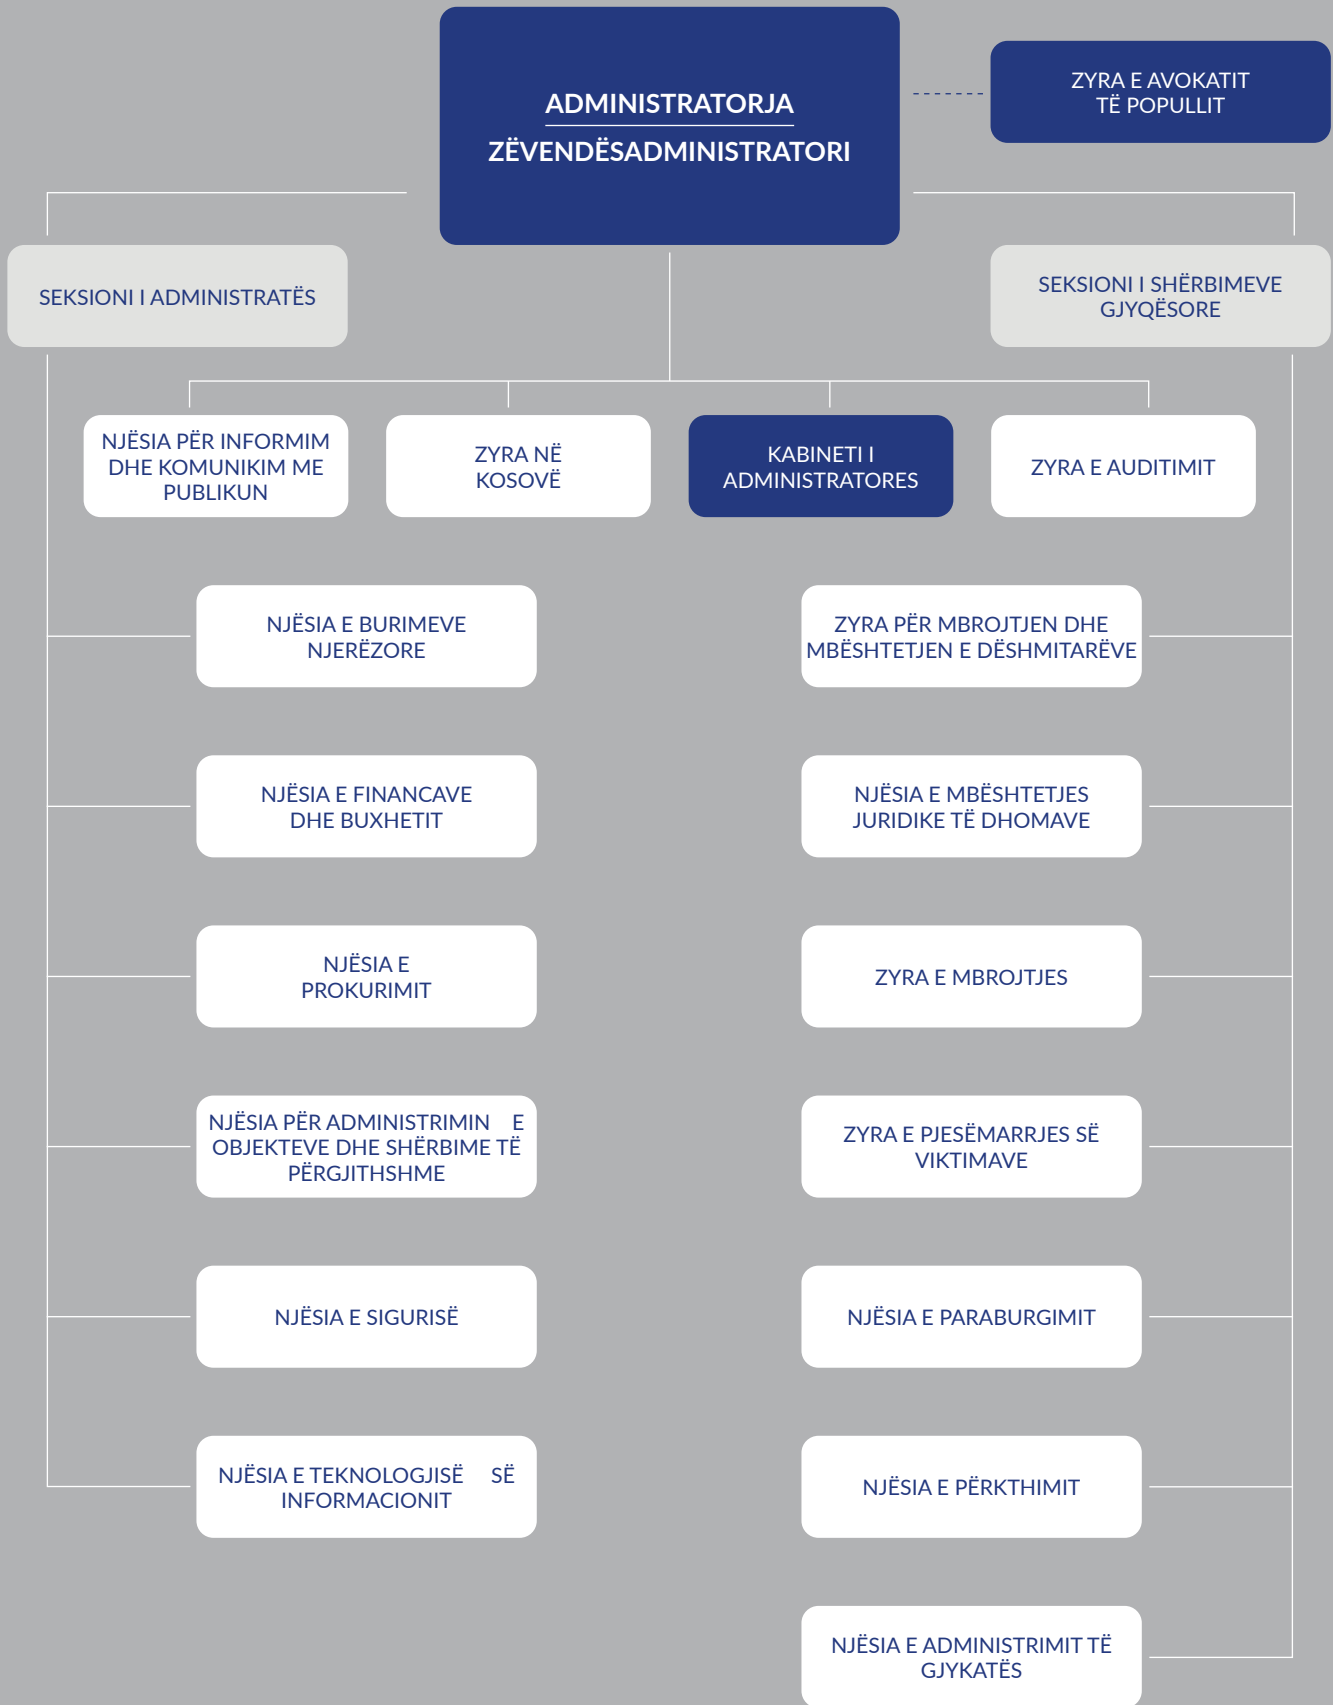 ADMINISTRATORJA
ZËVENDËSADMINISTRATORI
ZYRA E AVOKATIT
TË POPULLIT
SEKSIONI I ADMINISTRATËS
SEKSIONI I SHËRBIMEVE
GJYQËSORE
NJËSIA PËR INFORMIM
DHE KOMUNIKIM ME
PUBLIKUN
ZYRA NË
KOSOVË
KABINETI I
ADMINISTRATORES
ZYRA E AUDITIMIT
NJËSIA E BURIMEVE
NJERËZORE
ZYRA PËR MBROJTJEN DHE
MBËSHTETJEN E DËSHMITARËVE
NJËSIA E FINANCAVE
DHE BUXHETIT
NJËSIA E MBËSHTETJES
JURIDIKE TË DHOMAVE
NJËSIA E
PROKURIMIT
ZYRA E MBROJTJES
NJËSIA PËR ADMINISTRIMIN E
OBJEKTEVE DHE SHËRBIME TË
PËRGJITHSHME
ZYRA E PJESËMARRJES SË
VIKTIMAVE
NJËSIA E SIGURISË
NJËSIA E PARABURGIMIT
NJËSIA E TEKNOLOGJISË SË
INFORMACIONIT
NJËSIA E PËRKTHIMIT
NJËSIA E ADMINISTRIMIT TË
GJYKATËS